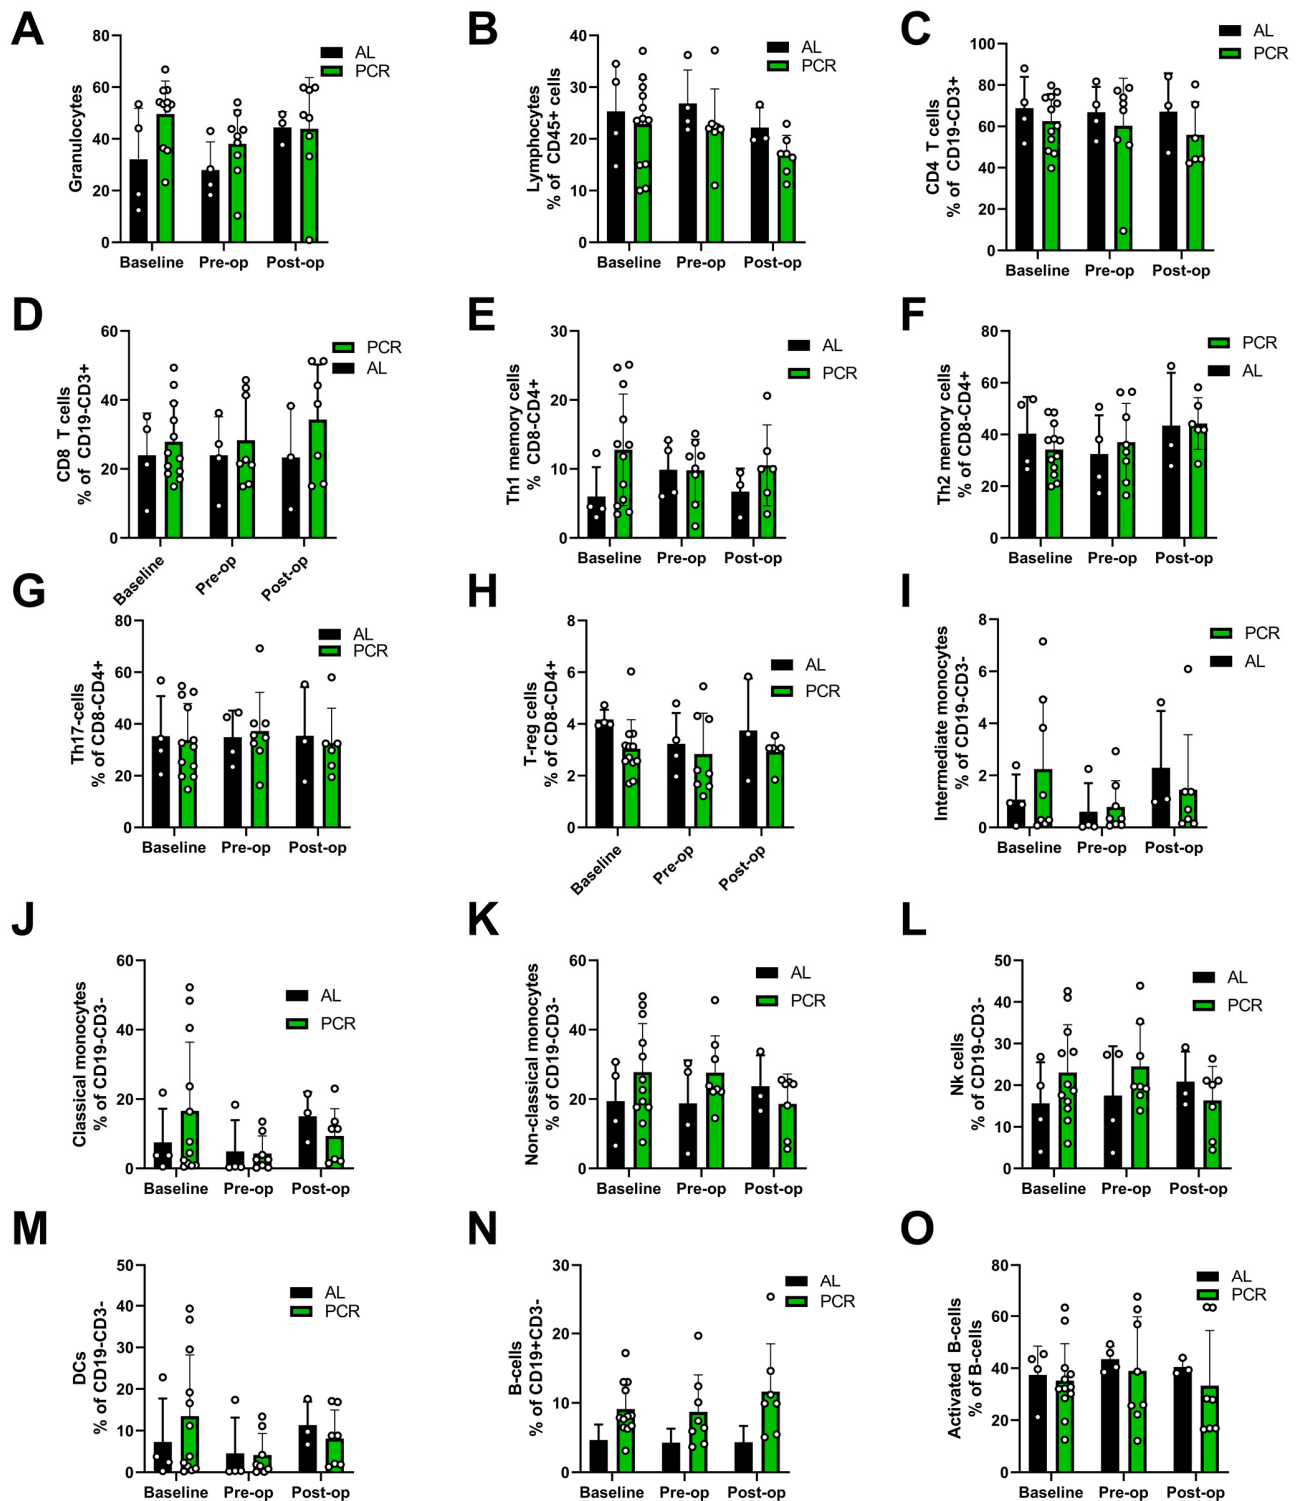 A
Granulocytes
80
60
40
20
0
Baseline Pre-op Post-op
AL
PCR
B
Lymphocytes
% of CD45+ cells
40
30
20
10
0
Baseline Pre-op Post-op
AL
PCR
C
CD4 T cells
% of CD19-CD3+
100
80
60
40
20
0
Baseline Pre-op Post-op
AL
PCR
D
CD8 T cells
% of CD19-CD3+
60
40
20
0
Baseline Pre-op Post-op
PCR
AL
E
Th1 memory cells
% CD8-CD4+
30
20
10
0
Baseline Pre-op Post-op
AL
PCR
F
Th2 memory cells
% of CD8-CD4+
80
60
40
20
0
Baseline Pre-op Post-op
PCR
AL
G
Th17-cells
% of CD8-CD4+
80
60
40
20
0
Baseline Pre-op Post-op
AL
PCR
H
T-reg cells
% of CD8-CD4+
8
6
4
2
0
Baseline Pre-op Post-op
AL
PCR
I
Intermediate monocytes
% of CD19-CD3-
8
6
4
2
0
Baseline Pre-op Post-op
PCR
AL
J
Classical monocytes
% of CD19-CD3-
60
40
20
0
Baseline Pre-op Post-op
AL
PCR
K
Non-classical monocytes
% of CD19-CD3-
60
40
20
0
Baseline Pre-op Post-op
AL
PCR
L
Nk cells
% of CD19-CD3-
50
40
30
20
10
0
Baseline Pre-op Post-op
AL
PCR
M
DCs
% of CD19-CD3-
50
40
30
20
10
0
Baseline Pre-op Post-op
AL
PCR
N
B-cells
% of CD19+CD3-
30
20
10
0
Baseline Pre-op Post-op
AL
PCR
O
Activated B-cells
% of B-cells
80
60
40
20
0
Baseline Pre-op Post-op
AL
PCR